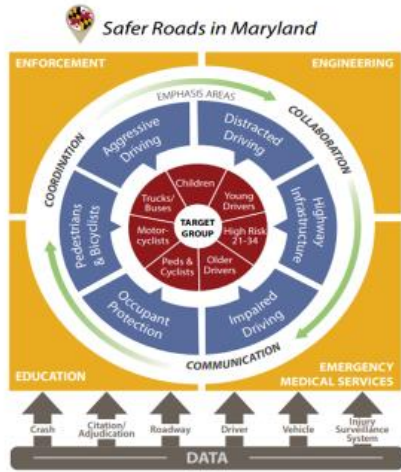 Safer Roads in Maryland
ENFORCEMENT
ENGINEERING
EMPHASIS AREAS
COORDINATION
COLLABORATION
COMMUNICATION
Aggressive
Driving
Distracted
Driving
Highway
Infrastructure
Impaired
Driving
Occupant
Protection
Pedestrians
& Bicyclists
Children
Young
Drivers
High Risk
21-34
Older
Drivers
Peds &
Cyclists
Motor-
cyclists
Trucks/
Buses
TARGET
GROUP
EDUCATION
EMERGENCY
MEDICAL SERVICES
Crash
Citation/
Adjudication
Roadway
Driver
Vehicle
Injury
Surveillance
System
DATA